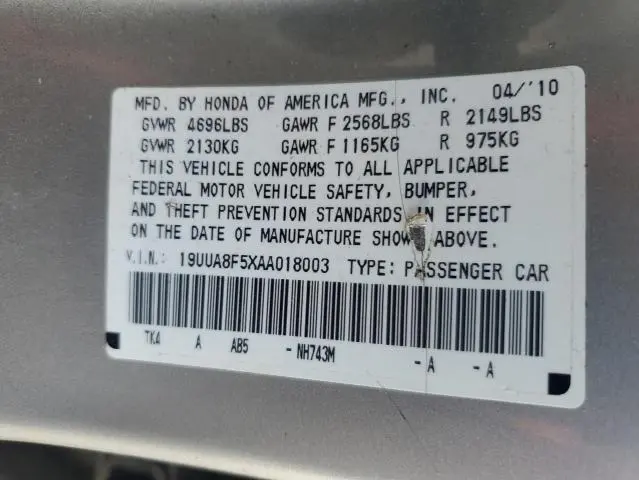 MFD. BY HONDA OF AMERICA MFG., INC. 04/'10
GVWR 4696LBS GAWR F 2568LBS R 2149LBS
GVWR 2130KG GAWR F 1165KG R 975KG
THIS VEHICLE CONFORMS TO ALL APPLICABLE
FEDERAL MOTOR VEHICLE SAFETY, BUMPER,
AND THEFT PREVENTION STANDARDS IN EFFECT
ON THE DATE OF MANUFACTURE SHOWN ABOVE.
V.I.N.: 19UUA8F5XAA018003 TYPE: PASSENGER CAR
TK4 A AB5 - NH743M - A - A